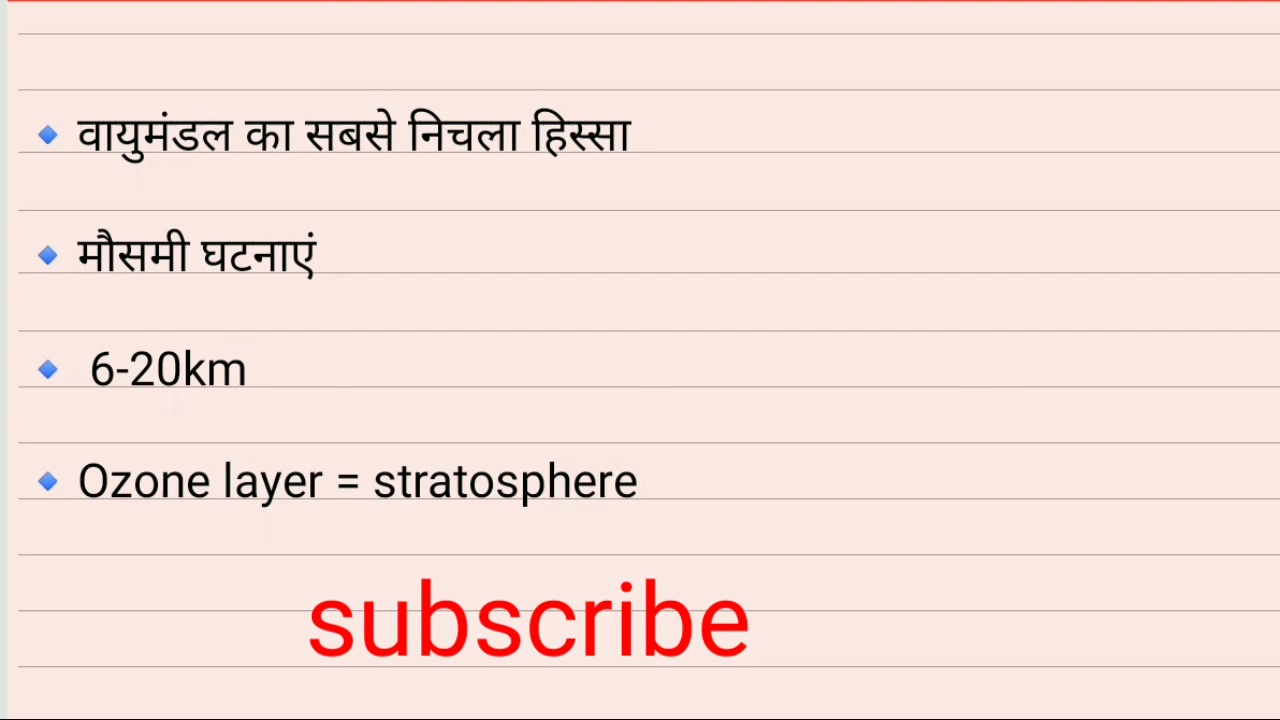 🔹 वायुमंडल का सबसे निचला हिस्सा
🔹 मौसमी घटनाएं
🔹 6-20km
🔹 Ozone layer = stratosphere
subscribe